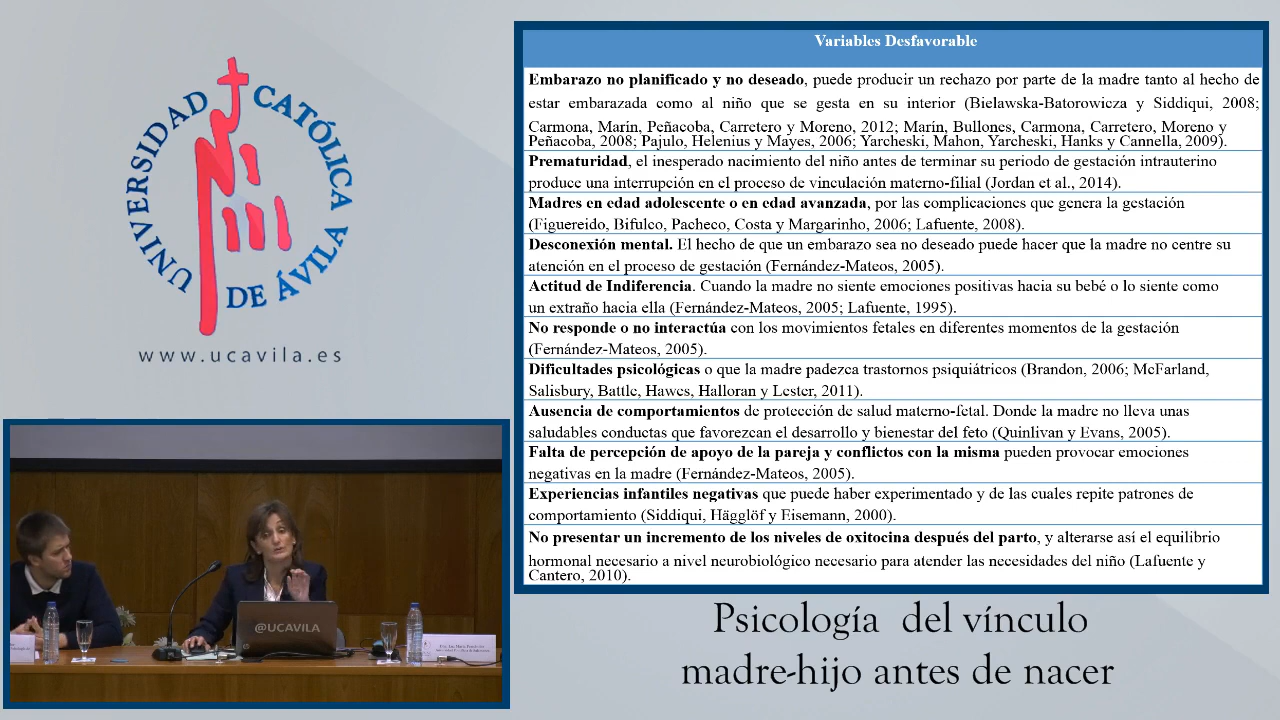 UNIVERSIDAD CATÓLICA DE ÁVILA
www.ucavila.es
Variables Desfavorable
Embarazo no planificado y no deseado, puede producir un rechazo por parte de la madre tanto al hecho de
estar embarazada como al niño que se gesta en su interior (Bielawska-Batorowicza y Siddiqui, 2008;
Carmona, Marín, Peñacoba, Carretero y Moreno, 2012; Marín, Bullones, Carmona, Carretero, Moreno y
Peñacoba, 2008; Pajulo, Helenius y Mayes, 2006; Yarcheski, Mahon, Yarcheski, Hanks y Cannella, 2009).
Prematuridad, el inesperado nacimiento del niño antes de terminar su periodo de gestación intrauterino
produce una interrupción en el proceso de vinculación materno-filial (Jordan et al., 2014).
Madres en edad adolescente o en edad avanzada, por las complicaciones que genera la gestación
(Figuereido, Bifulco, Pacheco, Costa y Margarinho, 2006; Lafuente, 2008).
Desconexión mental. El hecho de que un embarazo sea no deseado puede hacer que la madre no centre su
atención en el proceso de gestación (Fernández-Mateos, 2005).
Actitud de Indiferencia. Cuando la madre no siente emociones positivas hacia su bebé o lo siente como
un extraño hacia ella (Fernández-Mateos, 2005; Lafuente, 1995).
No responde o no interactúa con los movimientos fetales en diferentes momentos de la gestación
(Fernández-Mateos, 2005).
Dificultades psicológicas o que la madre padezca trastornos psiquiátricos (Brandon, 2006; McFarland,
Salisbury, Battle, Hawes, Halloran y Lester, 2011).
Ausencia de comportamientos de protección de salud materno-fetal. Donde la madre no lleva unas
saludables conductas que favorezcan el desarrollo y bienestar del feto (Quinlivan y Evans, 2005).
Falta de percepción de apoyo de la pareja y conflictos con la misma pueden provocar emociones
negativas en la madre (Fernández-Mateos, 2005).
Experiencias infantiles negativas que puede haber experimentado y de las cuales repite patrones de
comportamiento (Siddiqui, Hägglöf y Eisemann, 2000).
No presentar un incremento de los niveles de oxitocina después del parto, y alterarse así el equilibrio
hormonal necesario a nivel neurobiológico necesario para atender las necesidades del niño (Lafuente y
Cantero, 2010).
@UCAVILA
Psicología del vínculo
madre-hijo antes de nacer